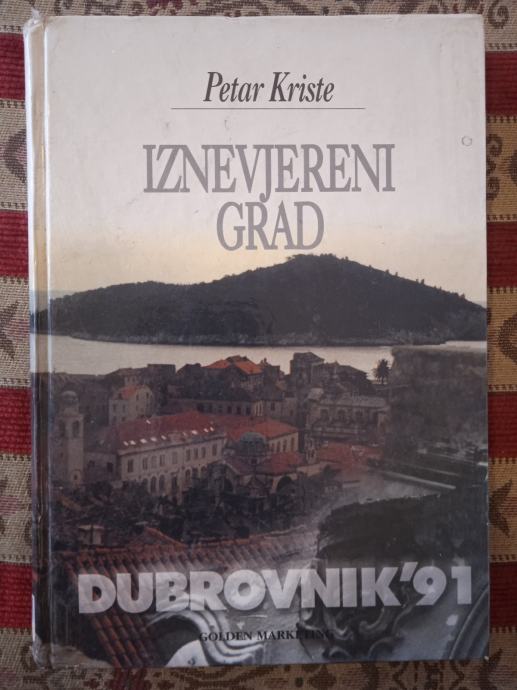 Petar Kriste
IZNEVJERENI
GRAD
DUBROVNIK'91
GOLDEN MARKETING